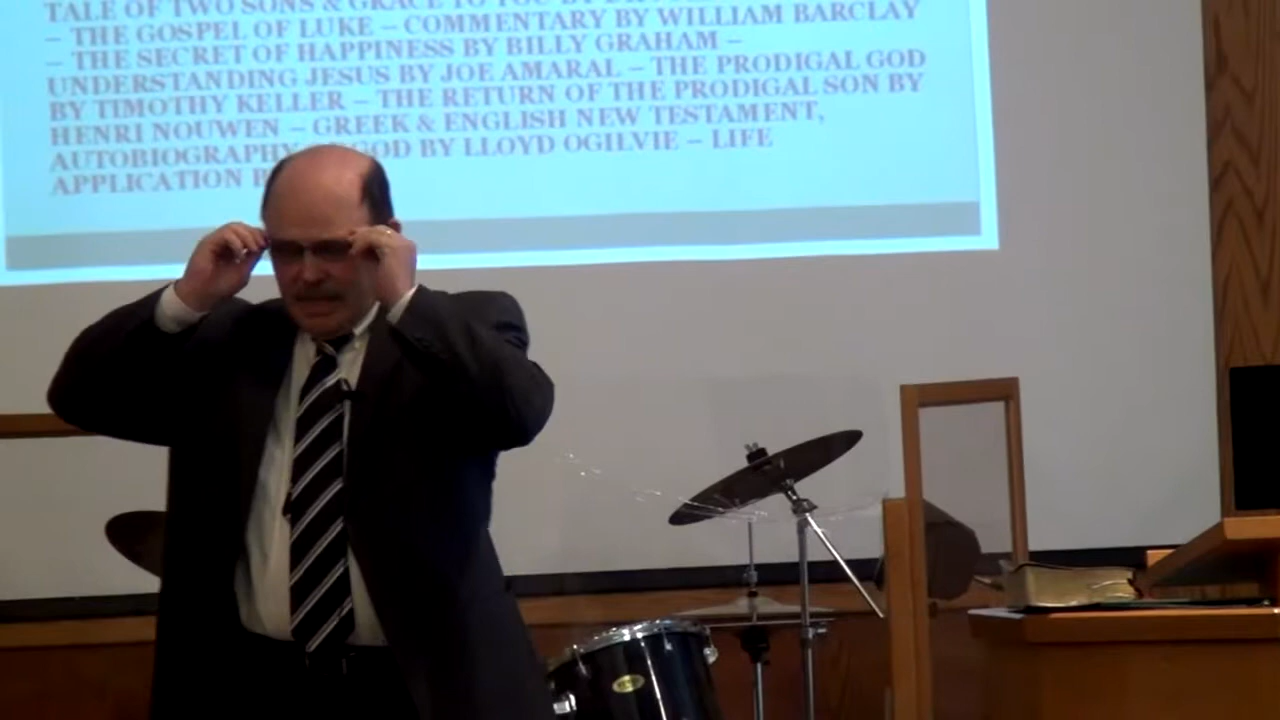 TALE OF TWO SONS & GRACE TO YOU BY
– THE GOSPEL OF LUKE – COMMENTARY BY WILLIAM BARCLAY
– THE SECRET OF HAPPINESS BY BILLY GRAHAM –
UNDERSTANDING JESUS BY JOE AMARAL – THE PRODIGAL GOD
BY TIMOTHY KELLER – THE RETURN OF THE PRODIGAL SON BY
HENRI NOUWEN – GREEK & ENGLISH NEW TESTAMENT,
AUTOBIOGRAPHY GOD BY LLOYD OGILVIE – LIFE
APPLICATION